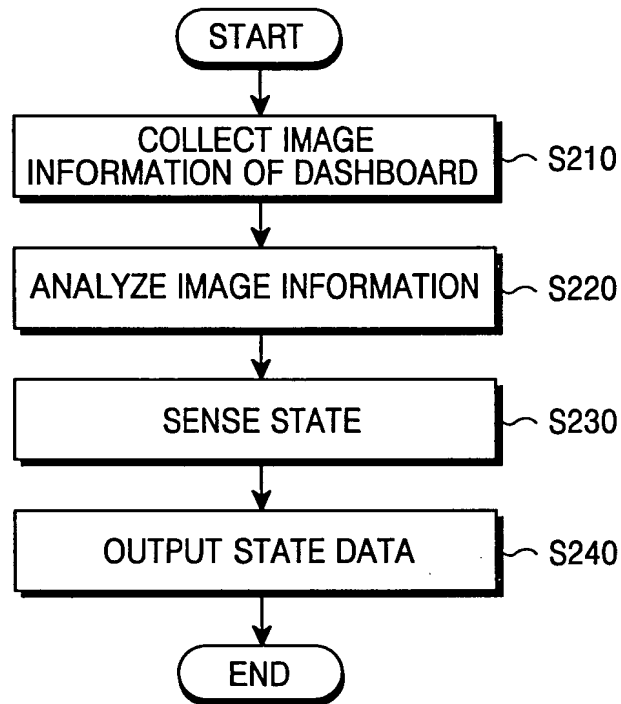 START
COLLECT IMAGE
INFORMATION OF DASHBOARD
S210
ANALYZE IMAGE INFORMATION
S220
SENSE STATE
S230
OUTPUT STATE DATA
S240
END